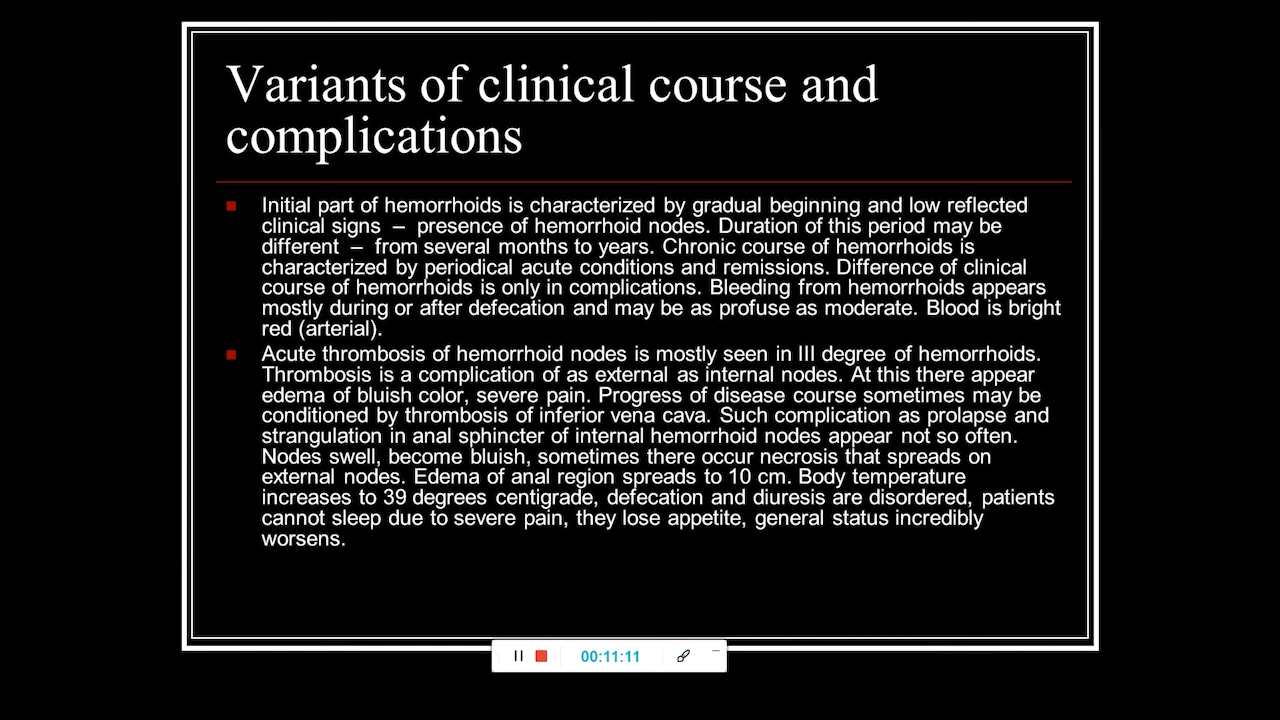 Variants of clinical course and
complications
Initial part of hemorrhoids is characterized by gradual beginning and low reflected
clinical signs – presence of hemorrhoid nodes. Duration of this period may be
different – from several months to years. Chronic course of hemorrhoids is
characterized by periodical acute conditions and remissions. Difference of clinical
course of hemorrhoids is only in complications. Bleeding from hemorrhoids appears
mostly during or after defecation and may be as profuse as moderate. Blood is bright
red (arterial).
Acute thrombosis of hemorrhoid nodes is mostly seen in III degree of hemorrhoids.
Thrombosis is a complication of as external as internal nodes. At this there appear
edema of bluish color, severe pain. Progress of disease course sometimes may be
conditioned by thrombosis of inferior vena cava. Such complication as prolapse and
strangulation in anal sphincter of internal hemorrhoid nodes appear not so often.
Nodes swell, become bluish, sometimes there occur necrosis that spreads on
external nodes. Edema of anal region spreads to 10 cm. Body temperature
increases to 39 degrees centigrade, defecation and diuresis are disordered, patients
cannot sleep due to severe pain, they lose appetite, general status incredibly
worsens.
00:11:11